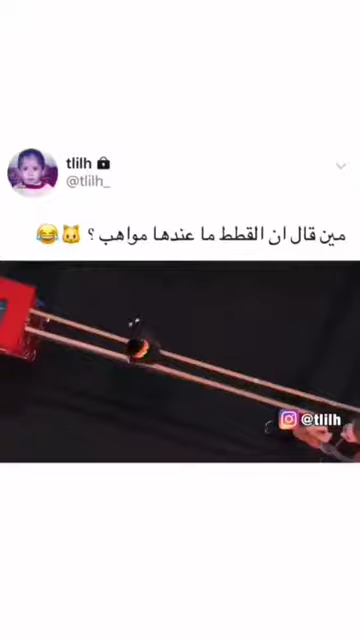 tlilh
@tlilh_
مين قال ان القطط ما عندها مواهب ؟ 🐱😂
@tlilh